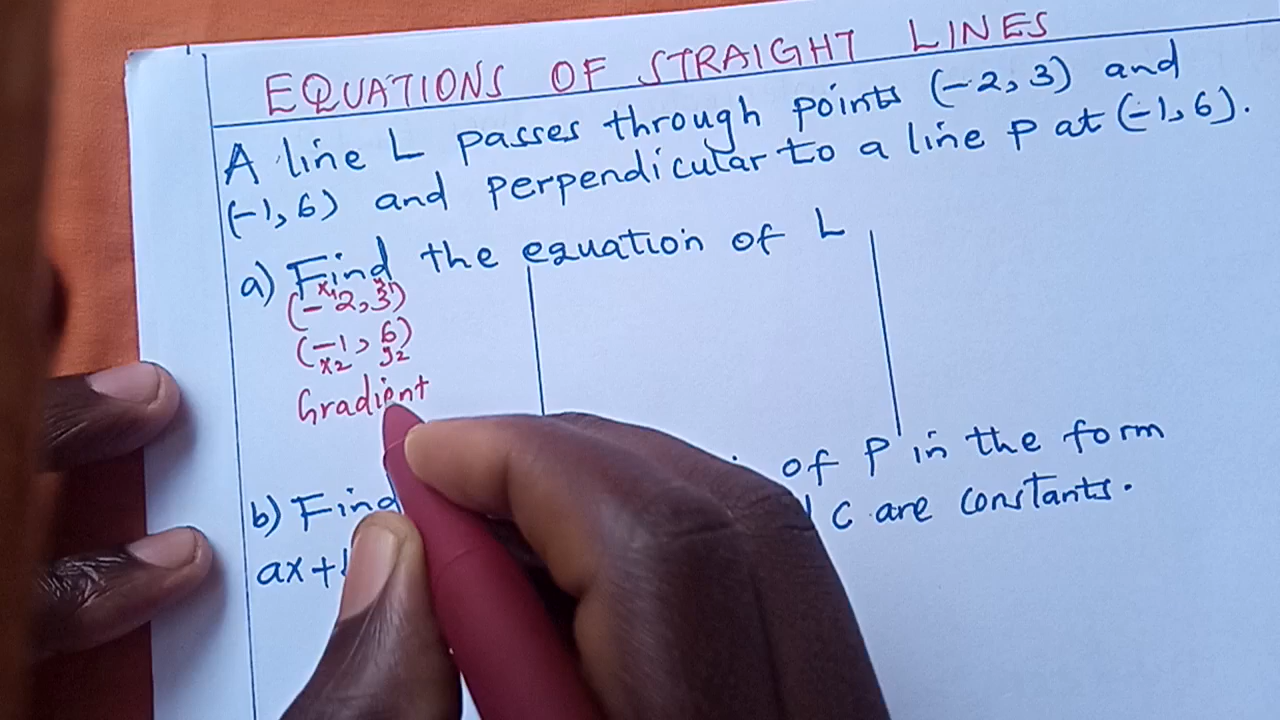 EQUATIONS OF STRAIGHT LINES
A line L passes through points (-2,3) and
(-1,6) and perpendicular to a line P at (-1,6).
a) Find the equation of L
x1 y1
(-2,3)
(-1,6)
x2 y2
Gradient
b) Find of P in the form
ax+ c are constants.